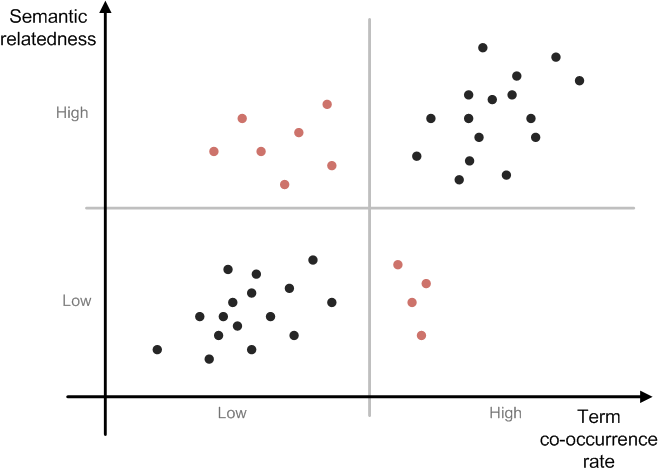 Semantic
relatedness
High
Low
Low
High
Term
co-occurrence
rate